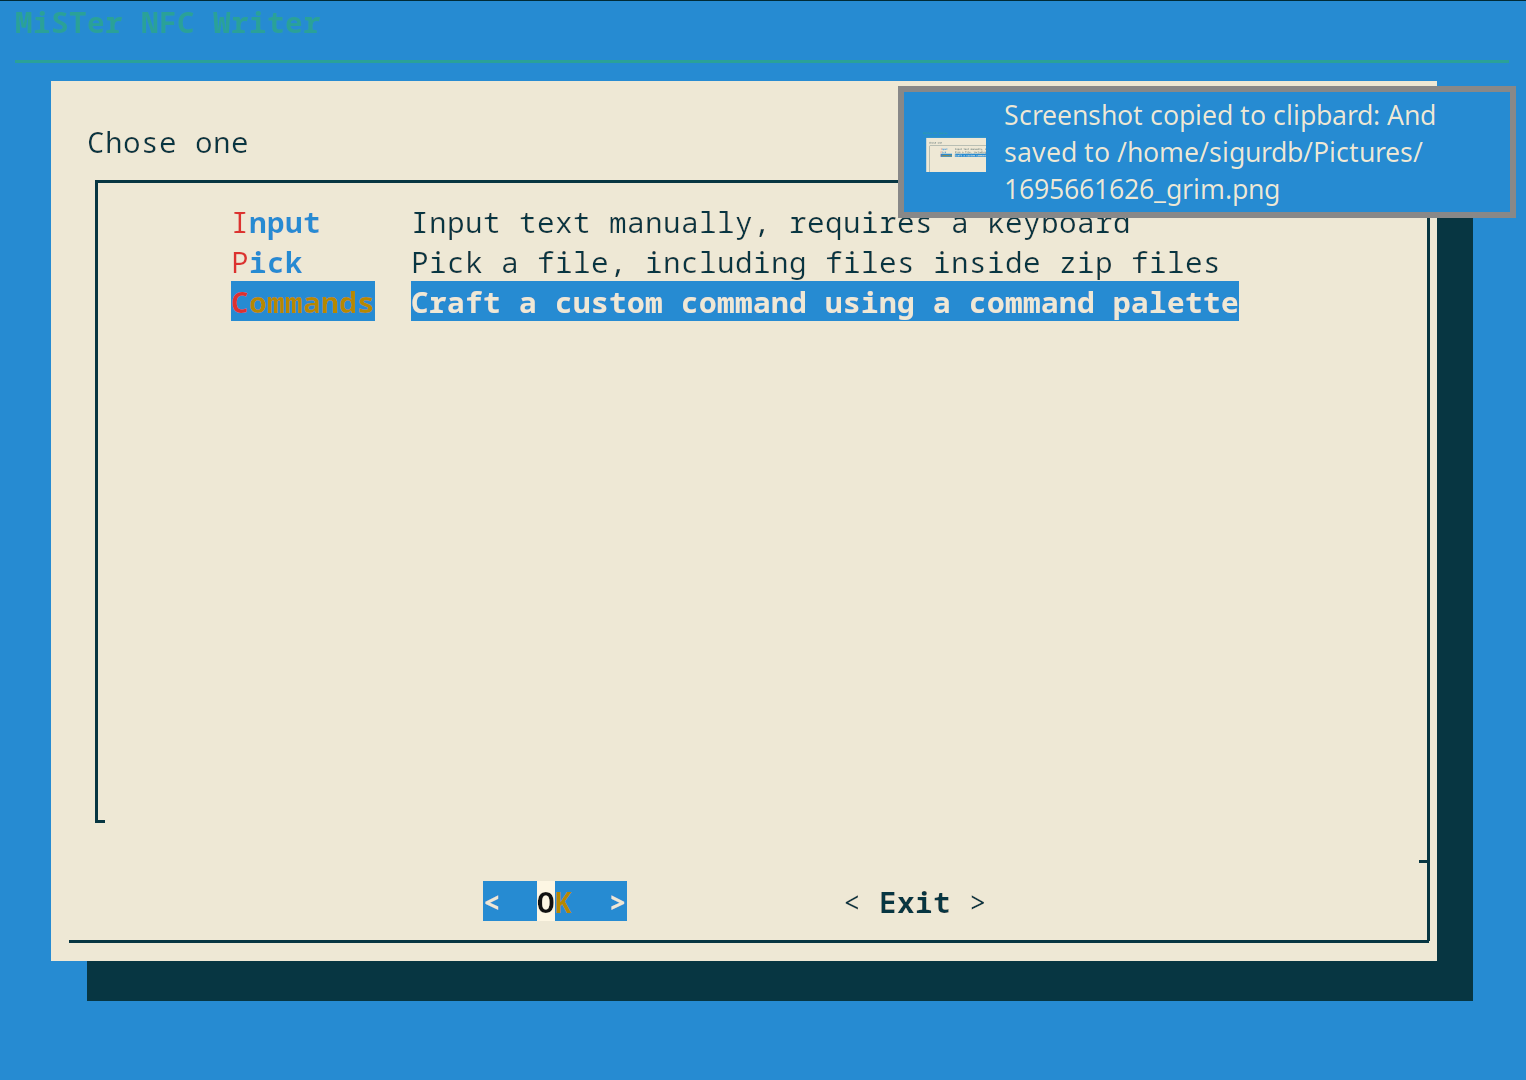 MiSTer NFC Writer
Chose one
Screenshot copied to clipbard: And
saved to /home/sigurdb/Pictures/
1695661626_grim.png
Input Input text manually, requires a keyboard
Pick Pick a file, including files inside zip files
Commands Craft a custom command using a command palette
< OK > < Exit >